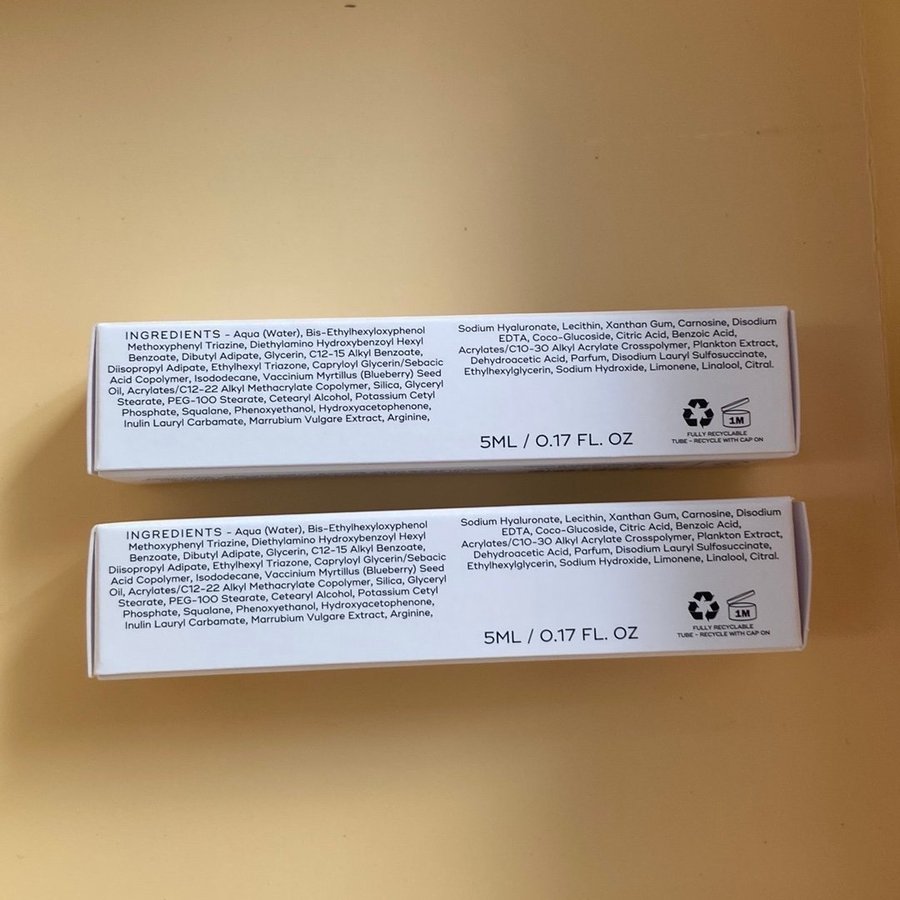 INGREDIENTS - Aqua (Water), Bis-Ethylhexyloxyphenol
Methoxyphenyl Triazine, Diethylamino Hydroxybenzoyl Hexyl
Benzoate, Dibutyl Adipate, Glycerin, C12-15 Alkyl Benzoate,
Diisopropyl Adipate, Ethylhexyl Triazone, Capryloyl Glycerin/Sebacic
Acid Copolymer, Isododecane, Vaccinium Myrtillus (Blueberry) Seed
Oil, Acrylates/C12-22 Alkyl Methacrylate Copolymer, Silica, Glyceryl
Stearate, PEG-100 Stearate, Cetearyl Alcohol, Potassium Cetyl
Phosphate, Squalane, Phenoxyethanol, Hydroxyacetophenone,
Inulin Lauryl Carbamate, Marrubium Vulgare Extract, Arginine,
Sodium Hyaluronate, Lecithin, Xanthan Gum, Carnosine, Disodium
EDTA, Coco-Glucoside, Citric Acid, Benzoic Acid,
Acrylates/C10-30 Alkyl Acrylate Crosspolymer, Plankton Extract,
Dehydroacetic Acid, Parfum, Disodium Lauryl Sulfosuccinate,
Ethylhexylglycerin, Sodium Hydroxide, Limonene, Linalool, Citral.
5ML / 0.17 FL. OZ
1M
FULLY RECYCLABLE
TUBE - RECYCLE WITH CAP ON
INGREDIENTS - Aqua (Water), Bis-Ethylhexyloxyphenol
Methoxyphenyl Triazine, Diethylamino Hydroxybenzoyl Hexyl
Benzoate, Dibutyl Adipate, Glycerin, C12-15 Alkyl Benzoate,
Diisopropyl Adipate, Ethylhexyl Triazone, Capryloyl Glycerin/Sebacic
Acid Copolymer, Isododecane, Vaccinium Myrtillus (Blueberry) Seed
Oil, Acrylates/C12-22 Alkyl Methacrylate Copolymer, Silica, Glyceryl
Stearate, PEG-100 Stearate, Cetearyl Alcohol, Potassium Cetyl
Phosphate, Squalane, Phenoxyethanol, Hydroxyacetophenone,
Inulin Lauryl Carbamate, Marrubium Vulgare Extract, Arginine,
Sodium Hyaluronate, Lecithin, Xanthan Gum, Carnosine, Disodium
EDTA, Coco-Glucoside, Citric Acid, Benzoic Acid,
Acrylates/C10-30 Alkyl Acrylate Crosspolymer, Plankton Extract,
Dehydroacetic Acid, Parfum, Disodium Lauryl Sulfosuccinate,
Ethylhexylglycerin, Sodium Hydroxide, Limonene, Linalool, Citral.
5ML / 0.17 FL. OZ
1M
FULLY RECYCLABLE
TUBE - RECYCLE WITH CAP ON